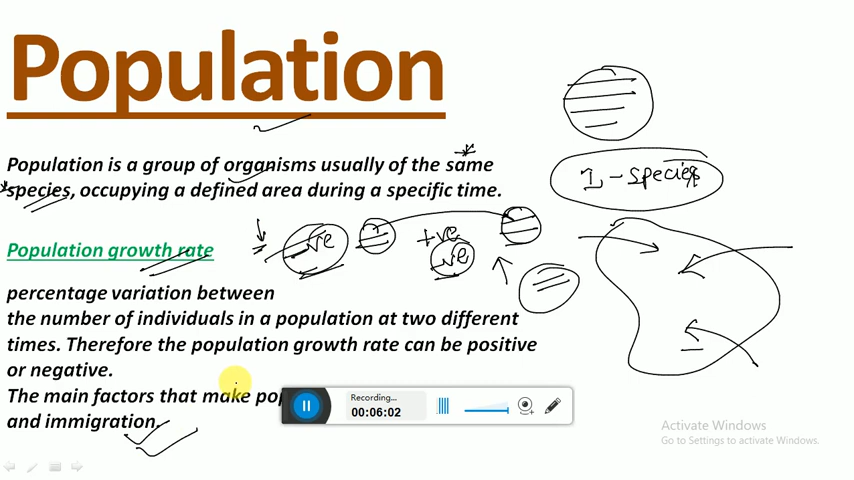 Population
Population is a group of organisms usually of the same
species, occupying a defined area during a specific time.
1 - species
-ve
+ve
-ve
Population growth rate
percentage variation between
the number of individuals in a population at two different
times. Therefore the population growth rate can be positive
or negative.
The main factors that make
and immigration.
Recording...
00:06:02
Activate Windows
Go to Settings to activate Windows.